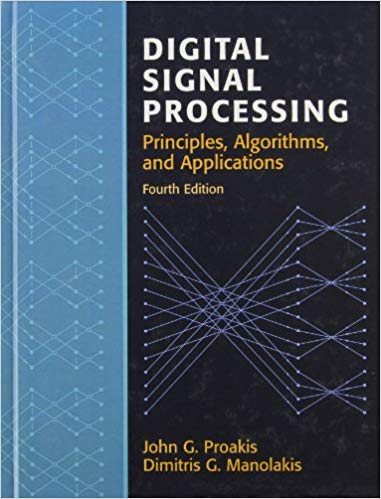 DIGITAL
SIGNAL
PROCESSING
Principles, Algorithms,
and Applications
Fourth Edition
John G. Proakis
Dimitris G. Manolakis